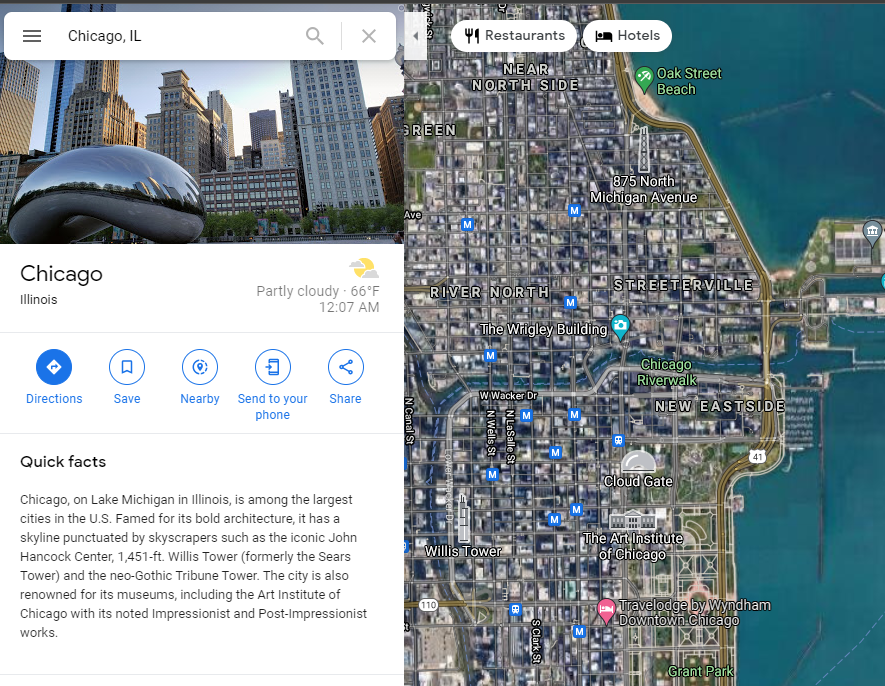 Chicago, IL
Restaurants
Hotels
Chicago
Illinois
Partly cloudy · 66°F
12:07 AM
Directions
Save
Nearby
Send to your
phone
Share
Quick facts
Chicago, on Lake Michigan in Illinois, is among the largest
cities in the U.S. Famed for its bold architecture, it has a
skyline punctuated by skyscrapers such as the iconic John
Hancock Center, 1,451-ft. Willis Tower (formerly the Sears
Tower) and the neo-Gothic Tribune Tower. The city is also
renowned for its museums, including the Art Institute of
Chicago with its noted Impressionist and Post-Impressionist
works.
NEAR
NORTH SIDE
Oak Street
Beach
GREEN
875 North
Michigan Avenue
Ave
M
M
RIVER NORTH
STREETERVILLE
M
The Wrigley Building
M
Chicago
Riverwalk
W Wacker Dr
NEW EASTSIDE
N Canal St
N Wells St
N LaSalle St
M
M
M
41
M
Cloud Gate
M
M
The Art Institute
of Chicago
Willis Tower
110
Travelodge by Wyndham
Downtown Chicago
S Clark St
M
Grant Park